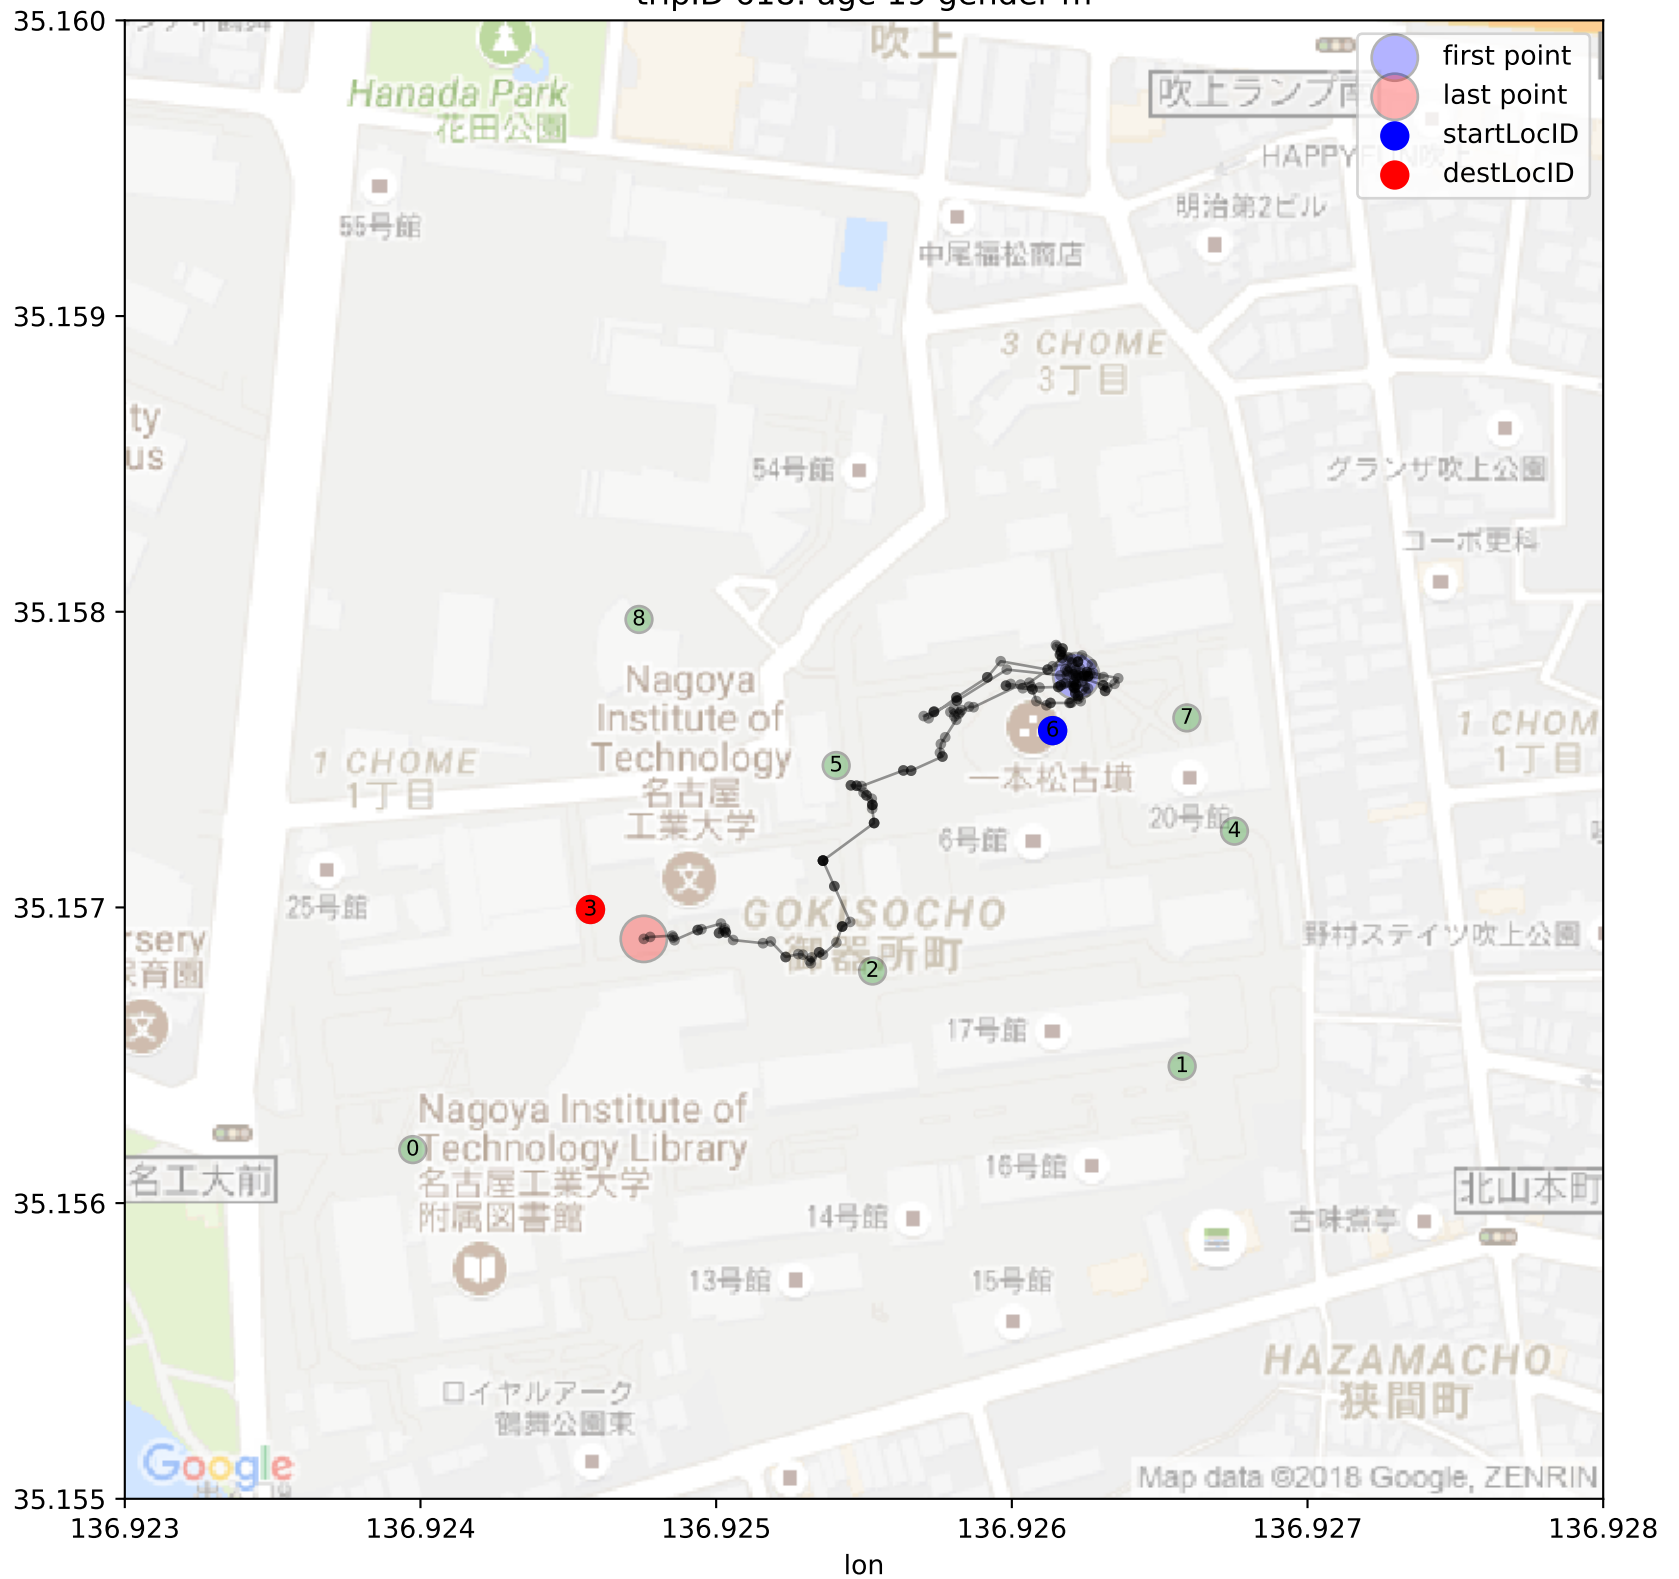 35.160
35.159
35.158
35.157
35.156
35.155
136.923
136.924
136.925
136.926
136.927
136.928
lon
first point
last point
startLocID
destLocID
吹上
Hanada Park
花田公園
吹上ランプ南
HAPPY
55号館
明治第2ビル
中尾福松商店
3 CHOME
3丁目
ty
us
54号館
グランザ吹上公園
コーポ更科
8
Nagoya
Institute of
Technology
名古屋
工業大学
7
6
5
1 CHOM
1丁目
1 CHOME
1丁目
一本松古墳
20号館
4
6号館
25号館
3
GOKISOCHO
御器所町
野村ステイツ吹上公園
rsery
保育園
2
17号館
1
Nagoya Institute of
Technology Library
名古屋工業大学
附属図書館
0
名工大前
16号館
北山本町
14号館
古味煮亭
13号館
15号館
HAZAMACHO
狭間町
ロイヤルアーク
鶴舞公園東
Google
Map data ©2018 Google, ZENRIN